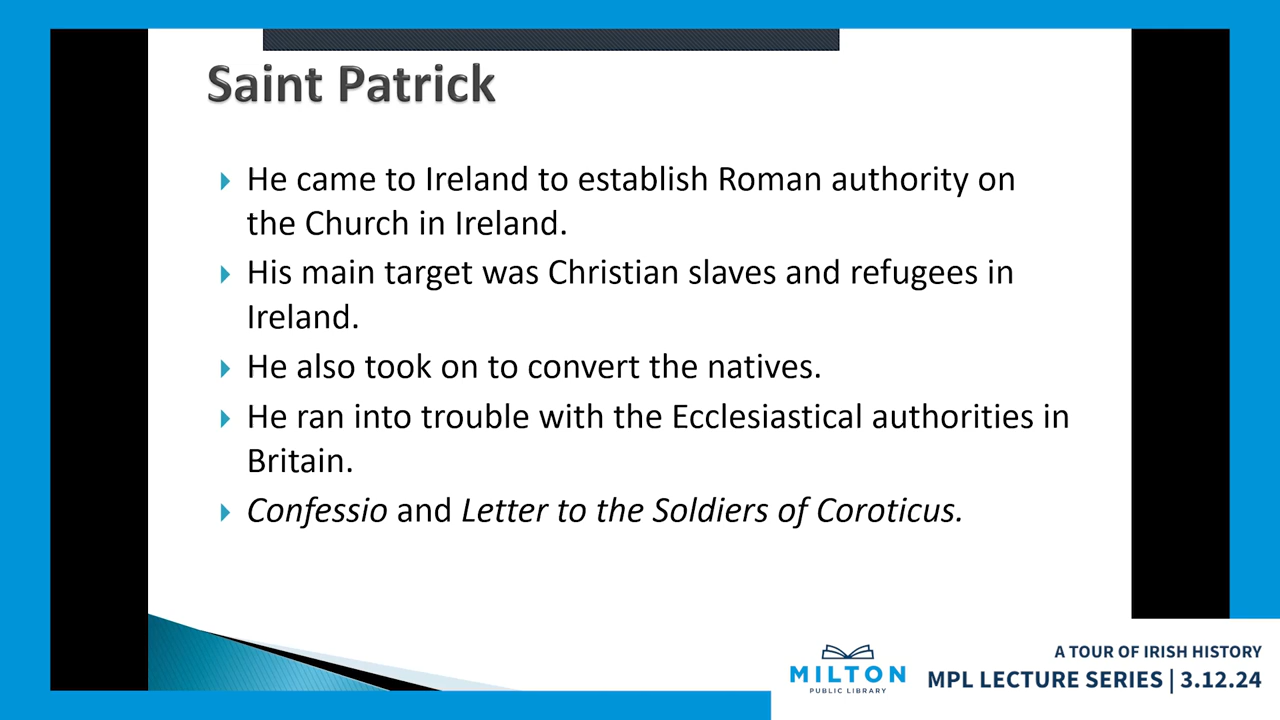 Saint Patrick
He came to Ireland to establish Roman authority on
the Church in Ireland.
His main target was Christian slaves and refugees in
Ireland.
He also took on to convert the natives.
He ran into trouble with the Ecclesiastical authorities in
Britain.
Confessio and Letter to the Soldiers of Coroticus.
MILTON
PUBLIC LIBRARY
A TOUR OF IRISH HISTORY
MPL LECTURE SERIES | 3.12.24